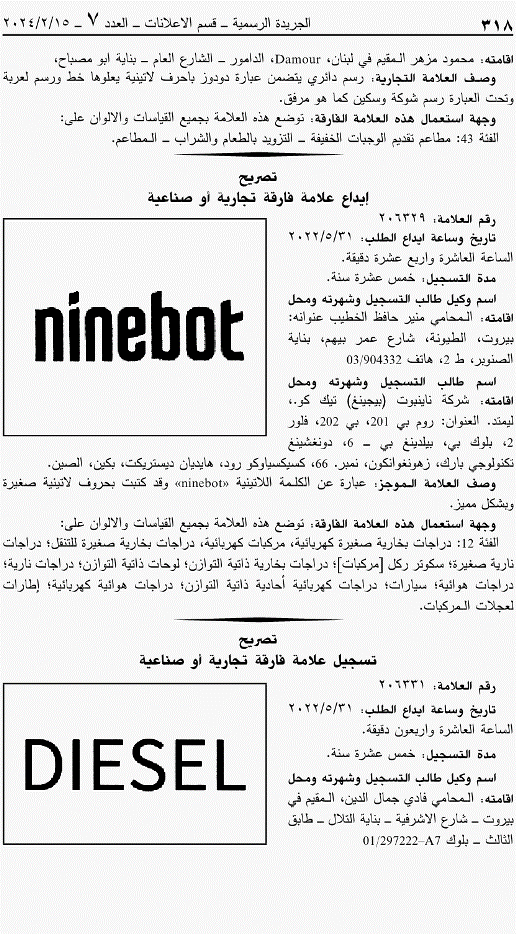 ٣١٨ الجريدة الرسمية ــ قسم الاعلانات ــ العدد ٧ ــ ٢٠٢٤/٢/١٥
اقامته: محمود مزهر المقيم في لبنان، Damour، الدامور ــ الشارع العام ــ بناية ابو مصباح،
وصف العلامة التجارية: رسم دائري يتضمن عبارة دودوز باحرف لاتينية يعلوها خط ورسم لعربة
وتحت العبارة رسم شوكة وسكين كما هو مرفق.
وجهة استعمال هذه العلامة الفارقة: توضع هذه العلامة بجميع القياسات والالوان على:
الفئة 43: مطاعم تقديم الوجبات الخفيفة ــ التزويد بالطعام والشراب ــ المطاعم.
تصريح
إيداع علامة فارقة تجارية أو صناعية
رقم العلامة: ٢٠٦٣٢٩
تاريخ وساعة ايداع الطلب: ٢٠٢٢/٥/٣١
الساعة العاشرة واربع عشرة دقيقة.
مدة التسجيل: خمس عشرة سنة.
اسم وكيل طالب التسجيل وشهرته ومحل
اقامته: المحامي منير حافظ الخطيب عنوانه:
بيروت، الطيونة، شارع عمر بيهم، بناية
الصنوبر، ط 2، هاتف 03/904332
اسم طالب التسجيل وشهرته ومحل
اقامته: شركة ناينبوت (بيجينغ) تيك كو.،
ليمتد. العنوان: روم بي 201، بي 202، فلور
2، بلوك بي، بيلدينغ بي ــ 6، دونغشينغ
تكنولوجي بارك، زهونغوانكون، نمبر. 66، كسيكسياوكو رود، هايديان ديستريكت، بكين، الصين.
ninebot
وصف العلامة الموجز: عبارة عن الكلمة اللاتينية «ninebot» وقد كتبت بحروف لاتينية صغيرة
وبشكل مميز.
وجهة استعمال هذه العلامة الفارقة: توضع هذه العلامة بجميع القياسات والالوان على:
الفئة 12: دراجات بخارية صغيرة كهربائية، مركبات كهربائية، دراجات بخارية صغيرة للتنقل؛ دراجات
نارية صغيرة؛ سكوتر ركل [مركبات]؛ دراجات بخارية ذاتية التوازن؛ لوحات ذاتية التوازن؛ دراجات نارية؛
دراجات هوائية؛ سيارات؛ دراجات كهربائية أحادية ذاتية التوازن؛ دراجات هوائية كهربائية؛ إطارات
لعجلات المركبات.
تصريح
تسجيل علامة فارقة تجارية أو صناعية
رقم العلامة: ٢٠٦٣٣١
تاريخ وساعة ايداع الطلب: ٢٠٢٢/٥/٣١
الساعة العاشرة واربعون دقيقة.
مدة التسجيل: خمس عشرة سنة.
اسم وكيل طالب التسجيل وشهرته ومحل
اقامته: المحامي فادي جمال الدين، المقيم في
بيروت ــ شارع الاشرفية ــ بناية التلال ــ طابق
الثالث ــ بلوك A7–01/297222
DIESEL